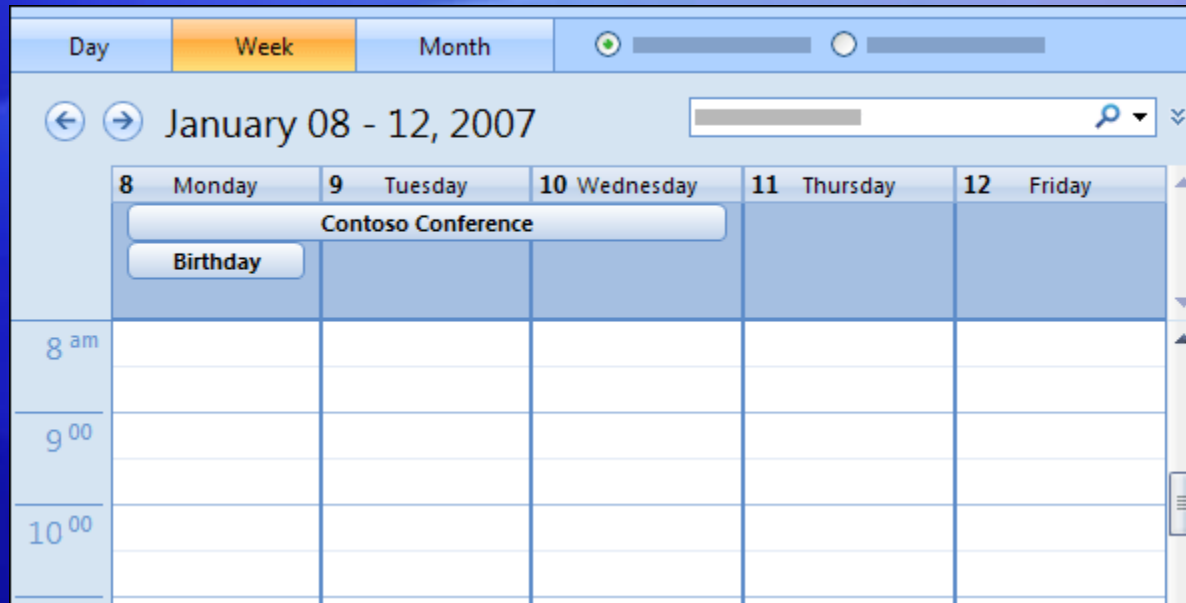 Day Week Month
January 08 - 12, 2007
8 Monday 9 Tuesday 10 Wednesday 11 Thursday 12 Friday
Contoso Conference
Birthday
8 am
9 00
10 00